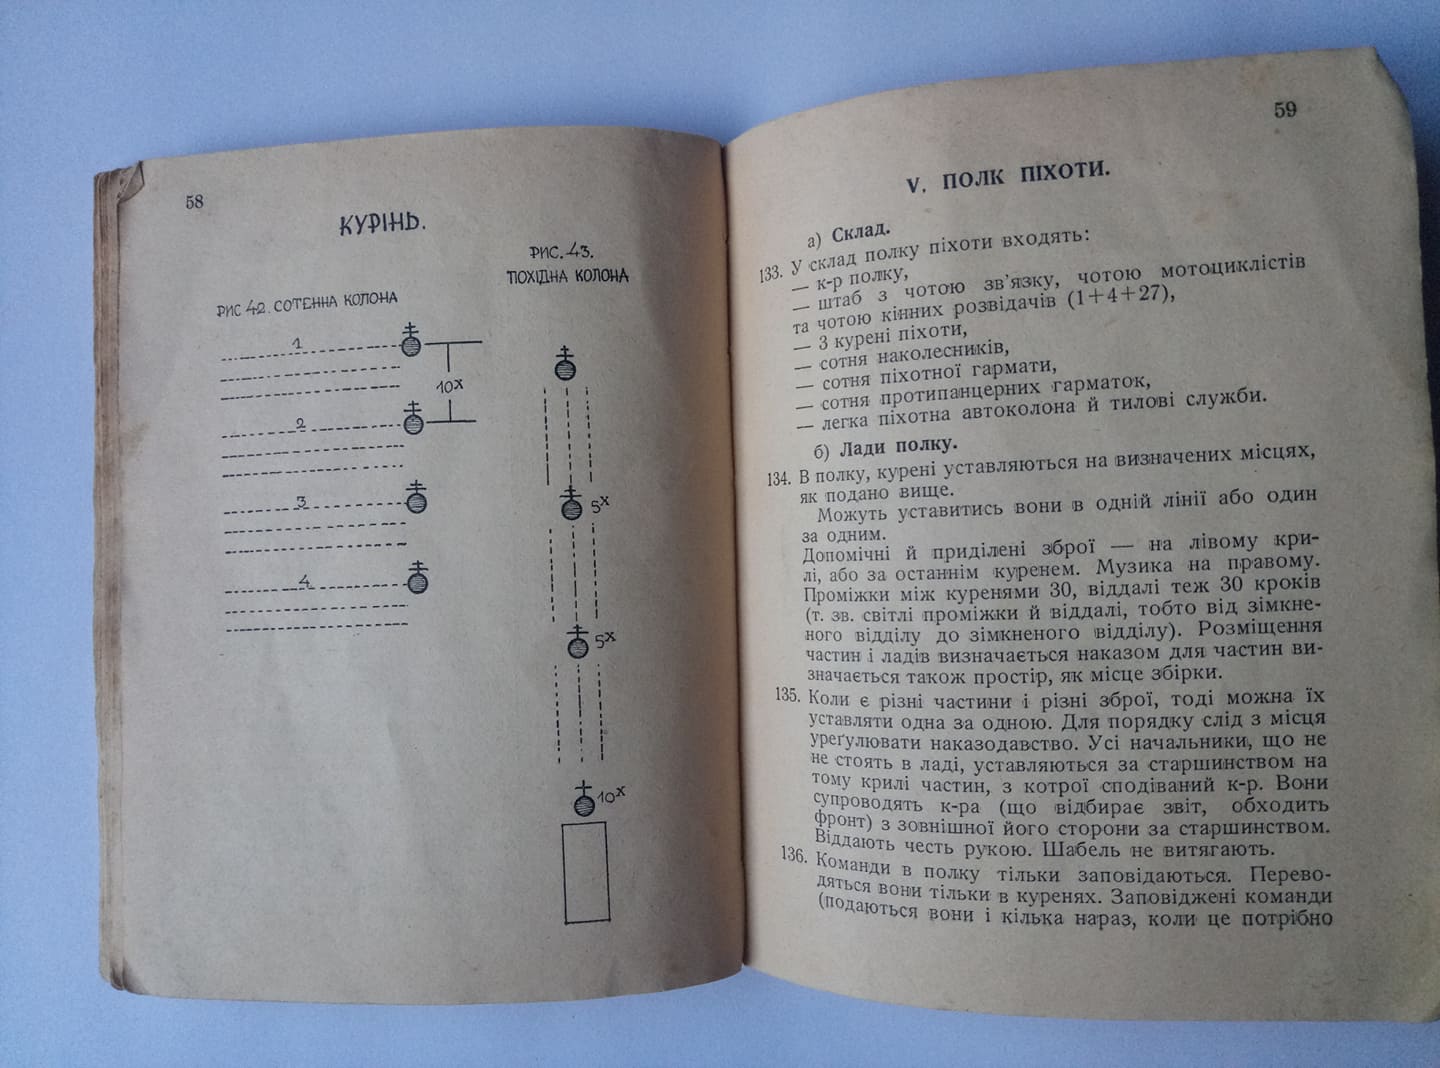 58
КУРІНЬ.
РИС 42. СОТЕННА КОЛОНА
1
10х
2
3
4
РИС. 43.
ПОХІДНА КОЛОНА
5х
5х
10х
59
V. ПОЛК ПІХОТИ.
а) Склад.
133. У склад полку піхоти входять:
— к-р полку,
— штаб з чотою зв'язку, чотою мотоциклістів
та чотою кінних розвідачів (1+4+27),
— 3 курені піхоти,
— сотня наколесників,
— сотня піхотної гармати,
— сотня протипанцерних гарматок,
— легка піхотна автоколона й тилові служби.
б) Лади полку.
134. В полку, курені уставляються на визначених місцях,
як подано вище.
Можуть уставитись вони в одній лінії або один
за одним.
Допомічні й приділені зброї — на лівому кри-
лі, або за останнім куренем. Музика на правому.
Проміжки між куренями 30, віддалі теж 30 кроків
(т. зв. світлі проміжки й віддалі, тобто від зімкне-
ного відділу до зімкненого відділу). Розміщення
частин і ладів визначається наказом для частин ви-
значається також простір, як місце збірки.
135. Коли є різні частини і різні зброї, тоді можна їх
уставляти одна за одною. Для порядку слід з місця
урегулювати наказодавство. Усі начальники, що не
не стоять в ладі, уставляються за старшинством на
тому крилі частин, з котрої сподіваний к-р. Вони
супроводять к-ра (що відбирає звіт, обходить
фронт) з зовнішної його сторони за старшинством.
Віддають честь рукою. Шабель не витягають.
136. Команди в полку тільки заповідаються. Перево-
дяться вони тільки в куренях. Заповіджені команди
(подаються вони і кілька нараз, коли це потрібно